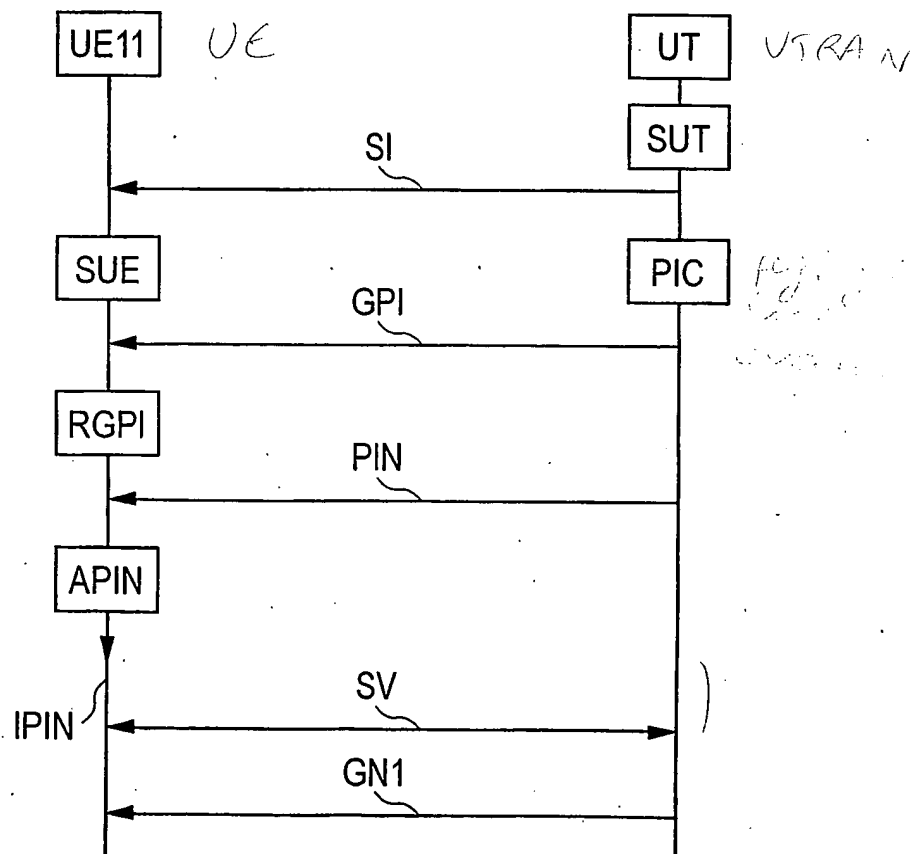 UE11 UE UT UTRAN
SUT
SI
SUE PIC
GPI
RGPI
PIN
APIN
SV
IPIN
GN1